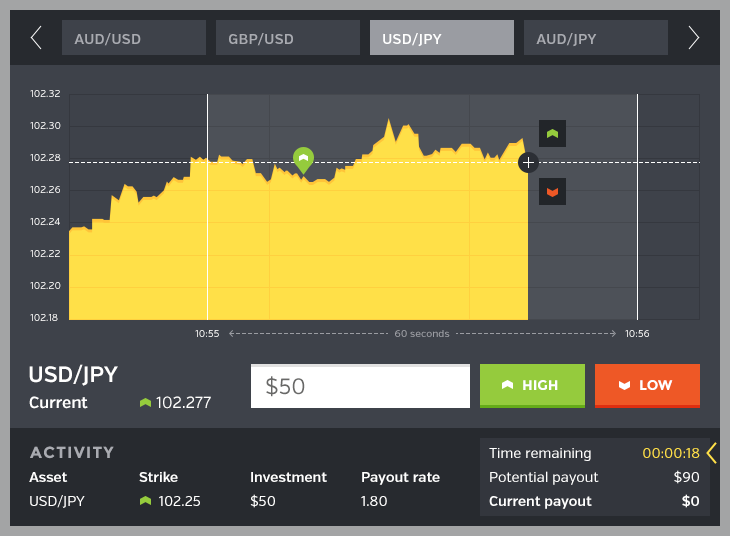 AUD/USD
GBP/USD
USD/JPY
AUD/JPY
102.32
102.30
102.28
102.26
102.24
102.22
102.20
102.18
10:55
60 seconds
10:56
USD/JPY
Current 102.277
$50
HIGH
LOW
ACTIVITY
Asset Strike Investment Payout rate
USD/JPY 102.25 $50 1.80
Time remaining 00:00:18
Potential payout $90
Current payout $0